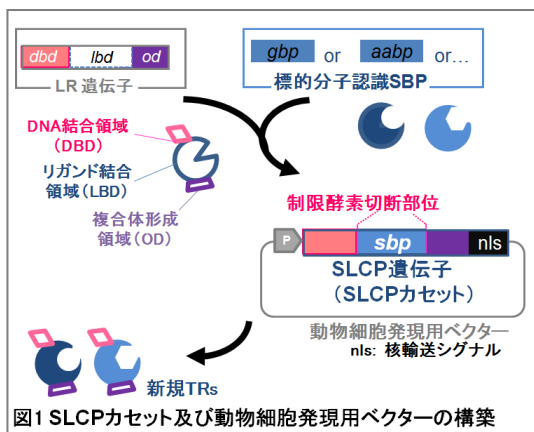 dbd lbd od
LR 遺伝子
gbp or aabp or...
標的分子認識SBP
DNA結合領域
(DBD)
リガンド結合
領域(LBD)
複合体形成
領域(OD)
制限酵素切断部位
P sbp nls
SLCP遺伝子
(SLCPカセット)
動物細胞発現用ベクター
nls: 核輸送シグナル
新規TRs
図1 SLCPカセット及び動物細胞発現用ベクターの構築